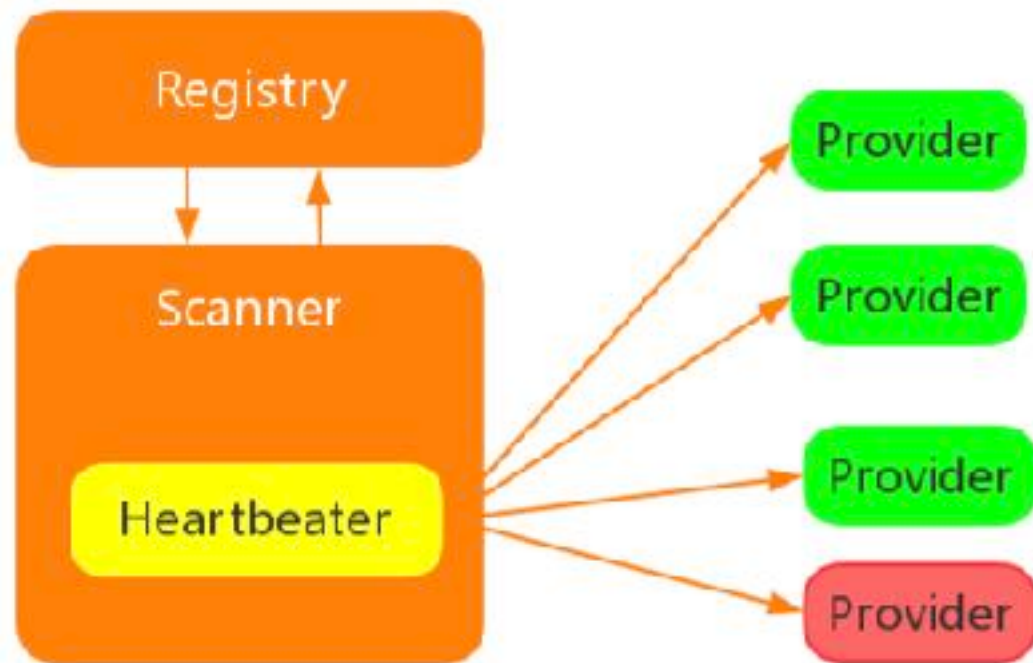 Registry
Scanner
Heartbeater
Provider
Provider
Provider
Provider